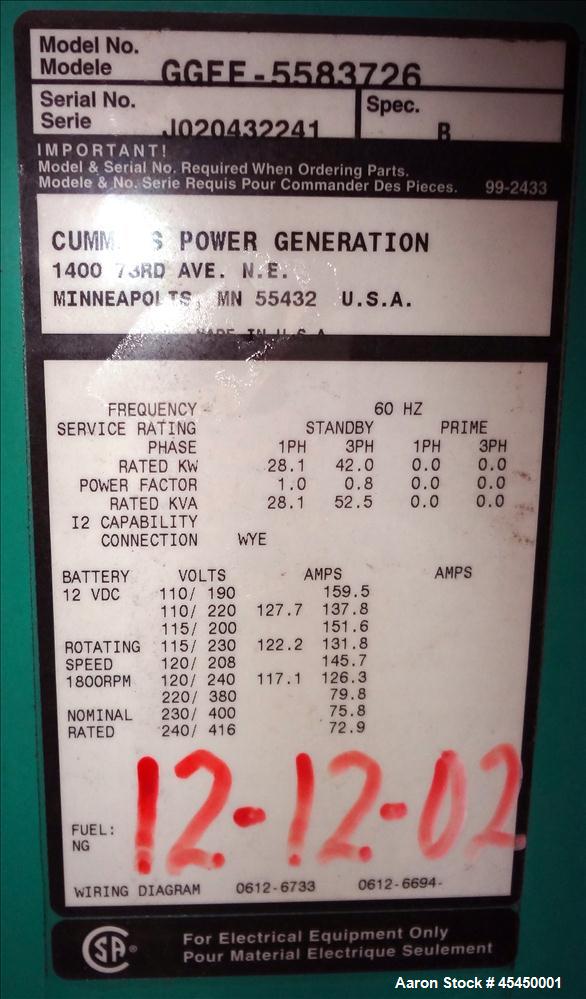 Model No.
Modele GGFE-5583726
Serial No.
Serie J020432241
Spec. B
IMPORTANT!
Model & Serial No. Required When Ordering Parts.
Modele & No. Serie Requis Pour Commander Des Pieces. 99-2433
POWER GENERATION
1400 73RD AVE. N.E.
MINNEAPOLIS, MN 55432 U.S.A.
MADE IN U.S.A.
FREQUENCY 60 HZ
SERVICE RATING STANDBY PRIME
PHASE 1PH 3PH 1PH 3PH
RATED KW 28.1 42.0 0.0 0.0
POWER FACTOR 1.0 0.8 0.0 0.0
RATED KVA 28.1 52.5 0.0 0.0
I2 CAPABILITY
CONNECTION WYE
BATTERY VOLTS AMPS AMPS
12 VDC 110/ 190 159.5
110/ 220 127.7 137.8
115/ 200 151.6
ROTATING 115/ 230 122.2 131.8
SPEED 120/ 208 145.7
1800RPM 120/ 240 117.1 126.3
220/ 380 79.8
NOMINAL 230/ 400 75.8
RATED 240/ 416 72.9
12-12-02
FUEL:
NG
WIRING DIAGRAM 0612-6733 0612-6694-
SA®
For Electrical Equipment Only
Pour Material Electrique Seulement
Aaron Stock # 45450001